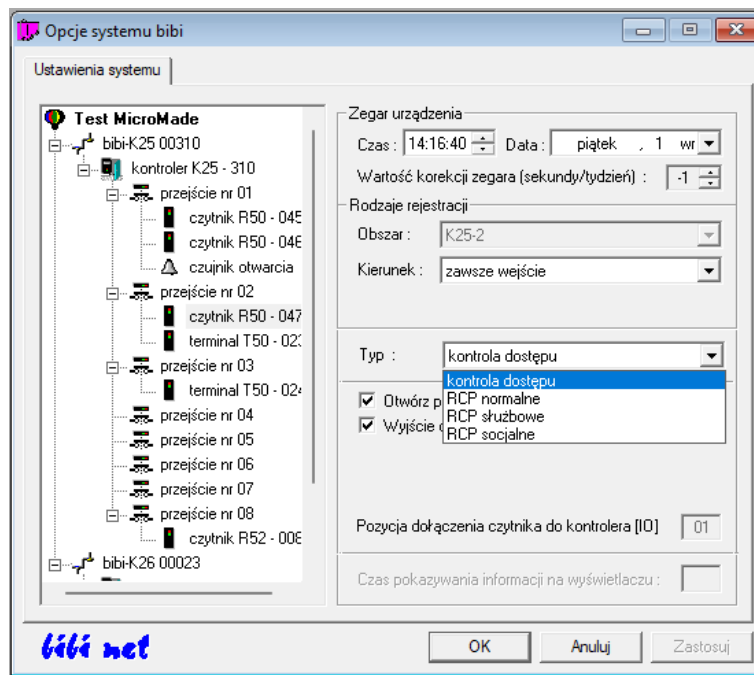 Opcje systemu bibi
Ustawienia systemu
Test MicroMade
bibi-K25 00310
kontroler K25 - 310
przejście nr 01
czytnik R50 - 045
czytnik R50 - 046
czujnik otwarcia
przejście nr 02
czytnik R50 - 047
terminal T50 - 023
przejście nr 03
terminal T50 - 024
przejście nr 04
przejście nr 05
przejście nr 06
przejście nr 07
przejście nr 08
czytnik R52 - 008
bibi-K26 00023
Zegar urządzenia
Czas : 14:16:40 Data : piątek , 1 wr
Wartość korekcji zegara (sekundy/tydzień) : -1
Rodzaje rejestracji
Obszar : K25-2
Kierunek : zawsze wejście
Typ : kontrola dostępu
kontrola dostępu
RCP normalne
RCP służbowe
RCP socjalne
Otwórz
Wyjście
Pozycja dołączenia czytnika do kontrolera [IO] 01
Czas pokazywania informacji na wyświetlaczu :
bibi net
OK Anuluj Zastosuj